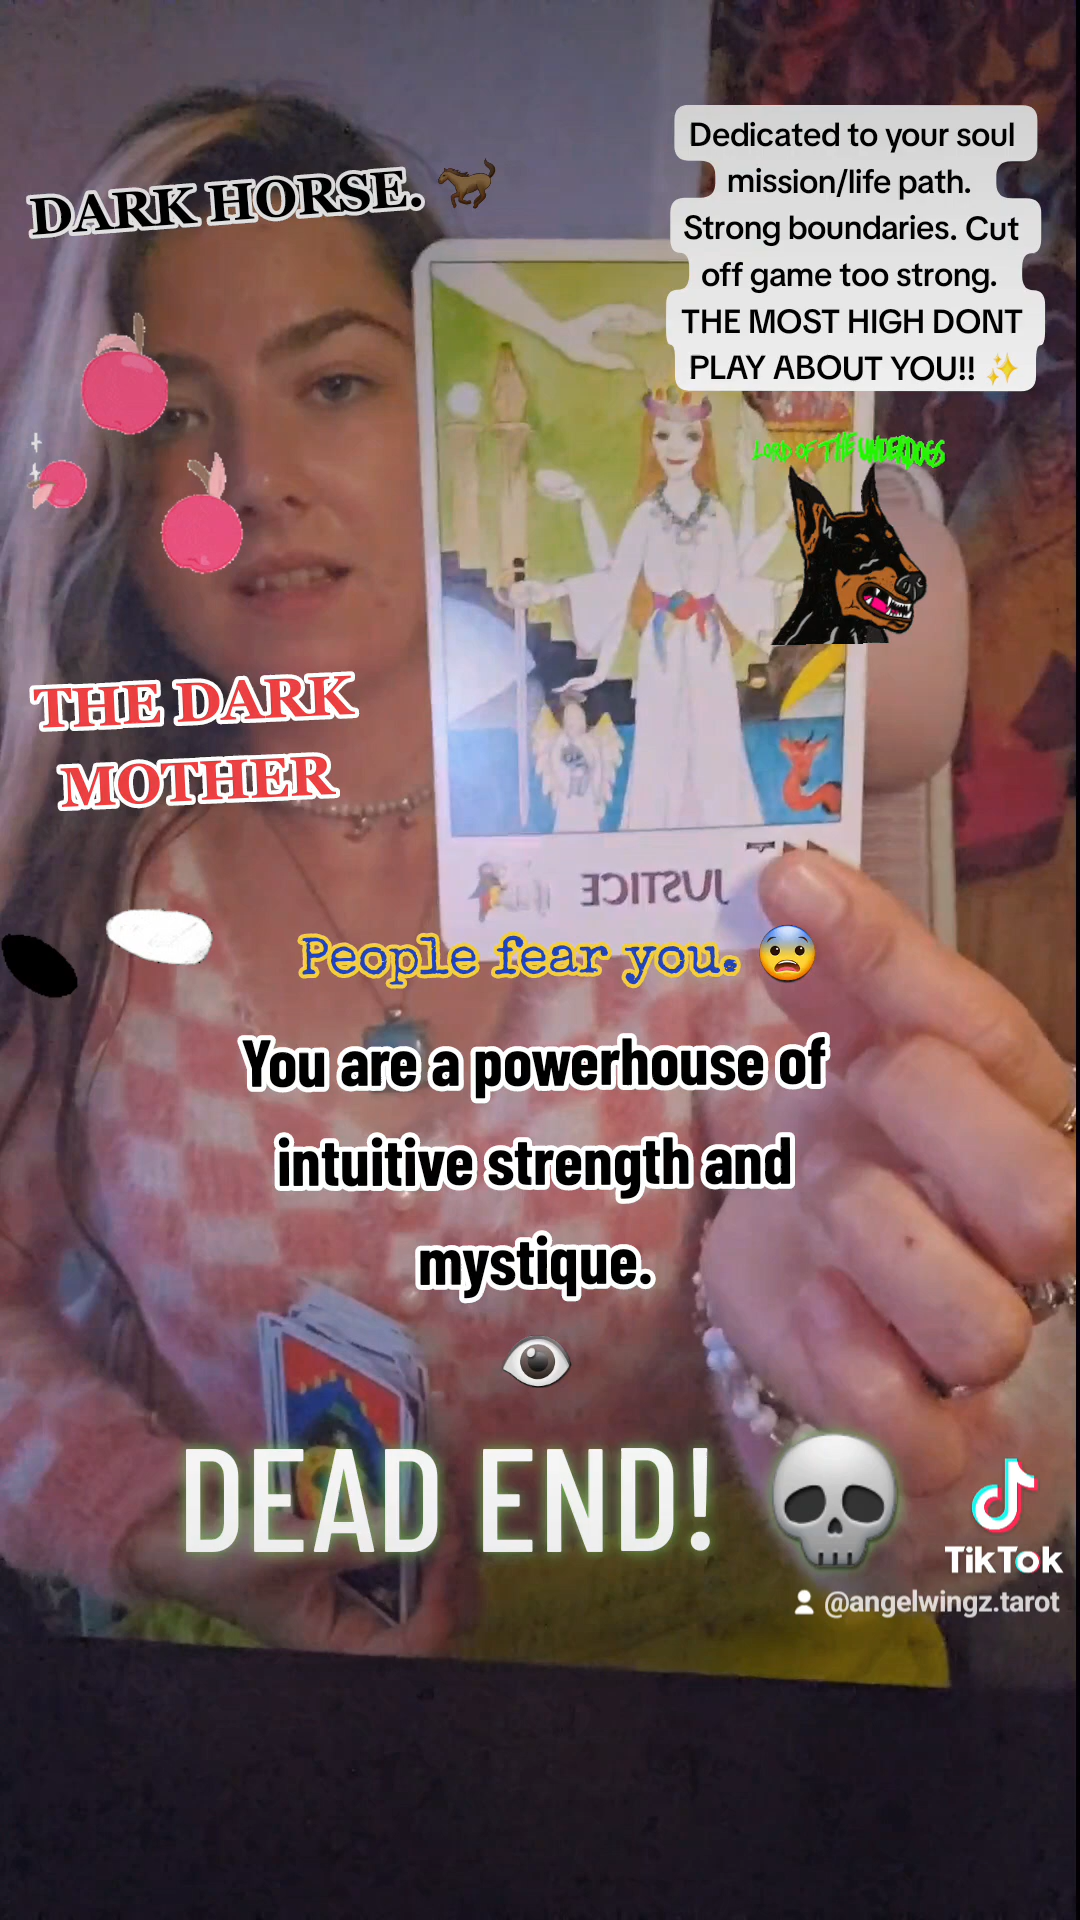 Dedicated to your soul
mission/life path.
Strong boundaries. Cut
off game too strong.
THE MOST HIGH DONT
PLAY ABOUT YOU!! ✨
DARK HORSE. 🐎
LORD OF THE UNDERDOGS
THE DARK
MOTHER
JUSTICE
People fear you. 😨
You are a powerhouse of
intuitive strength and
mystique.
👁
DEAD END! 💀
TikTok
@angelwingz.tarot